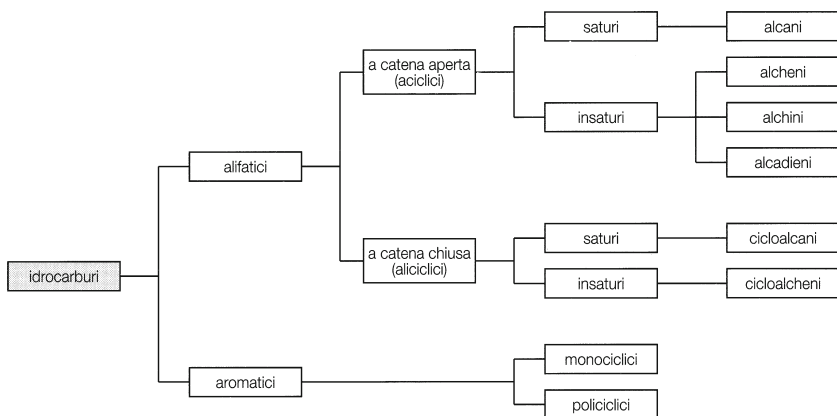 idrocarburi
alifatici
a catena aperta
(aciclici)
saturi
alcani
insaturi
alcheni
alchini
alcadieni
a catena chiusa
(aliciclici)
saturi
cicloalcani
insaturi
cicloalcheni
aromatici
monociclici
policiclici